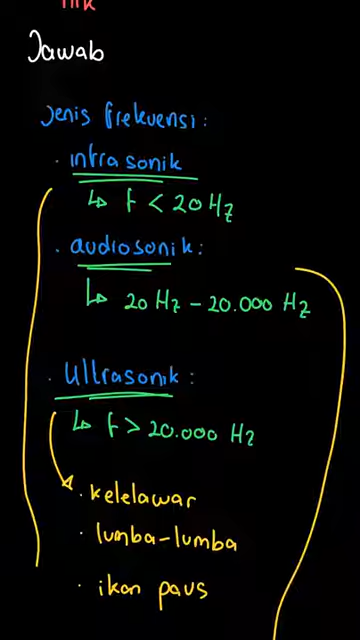 Jawab
Jenis frekuensi :
· infrasonik
↳ f < 20 Hz
· audiosonik :
↳ 20 Hz - 20.000 Hz
· Ultrasonik :
↳ f > 20.000 Hz
· kelelawar
· lumba-lumba
· ikan paus